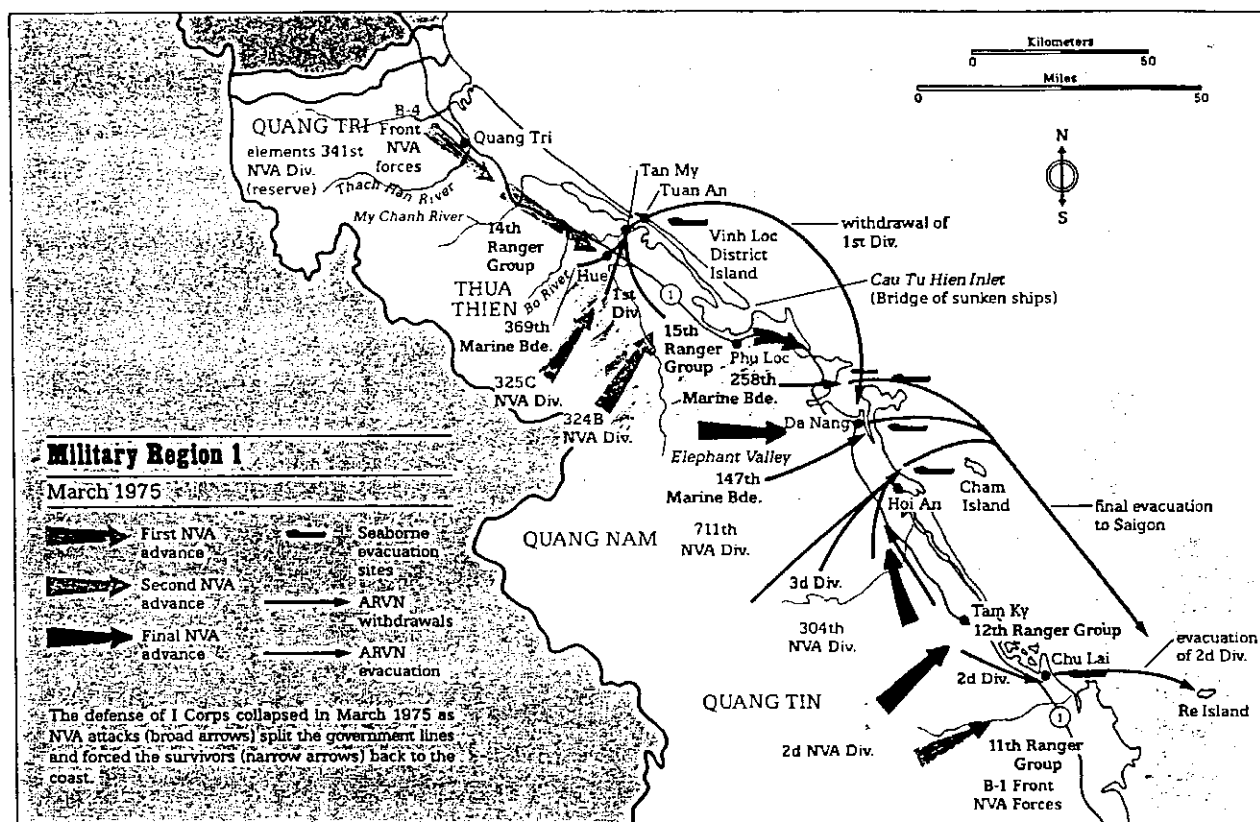 Kilometers
0 50
Miles
0 50
N
S
QUANG TRI
B-4
Front
NVA
forces
Quang Tri
elements 341st
NVA Div.
(reserve)
Thach Han River
My Chanh River
Tan My
Tuan An
withdrawal of
1st Div.
14th
Ranger
Group
Vinh Loc
District
Island
Cau Tu Hien Inlet
(Bridge of sunken ships)
Hue
Bo River
THUA
THIEN
1st
Div.
1
369th
Marine Bde.
15th
Ranger
Group
Phu Loc
325C
NVA Div.
258th
Marine Bde.
324B
NVA Div.
Da Nang
Elephant Valley
147th
Marine Bde.
Cham
Island
Hoi An
final evacuation
to Saigon
711th
NVA Div.
QUANG NAM
3d Div.
304th
NVA Div.
Tam Ky
12th Ranger Group
evacuation
of 2d Div.
2d Div.
Chu Lai
Re Island
QUANG TIN
1
2d NVA Div.
11th Ranger
Group
B-1 Front
NVA Forces
Military Region 1
March 1975
First NVA
advance
Seaborne
evacuation
sites
Second NVA
advance
ARVN
withdrawals
Final NVA
advance
ARVN
evacuation
The defense of I Corps collapsed in March 1975 as
NVA attacks (broad arrows) split the government lines
and forced the survivors (narrow arrows) back to the
coast.